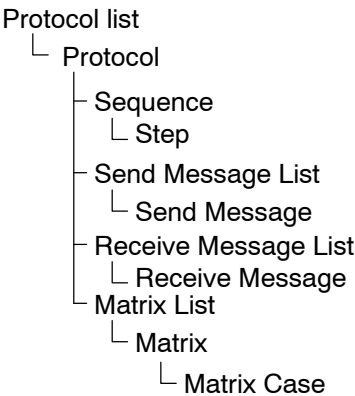 Protocol list
Protocol
Sequence
Step
Send Message List
Send Message
Receive Message List
Receive Message
Matrix List
Matrix
Matrix Case